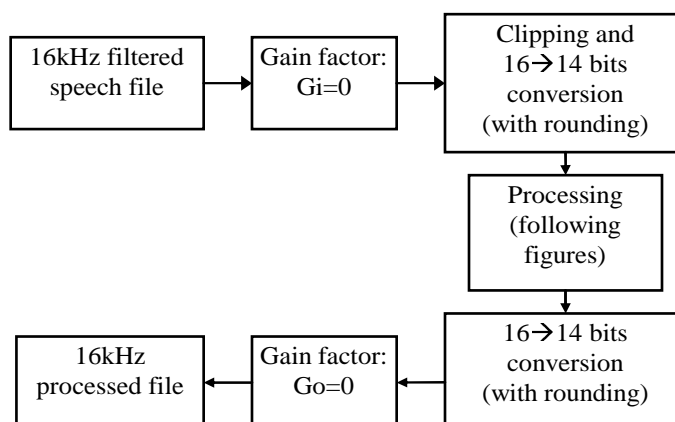 16kHz filtered
speech file
Gain factor:
Gi=0
Clipping and
16→14 bits
conversion
(with rounding)
Processing
(following
figures)
16→14 bits
conversion
(with rounding)
Gain factor:
Go=0
16kHz
processed file